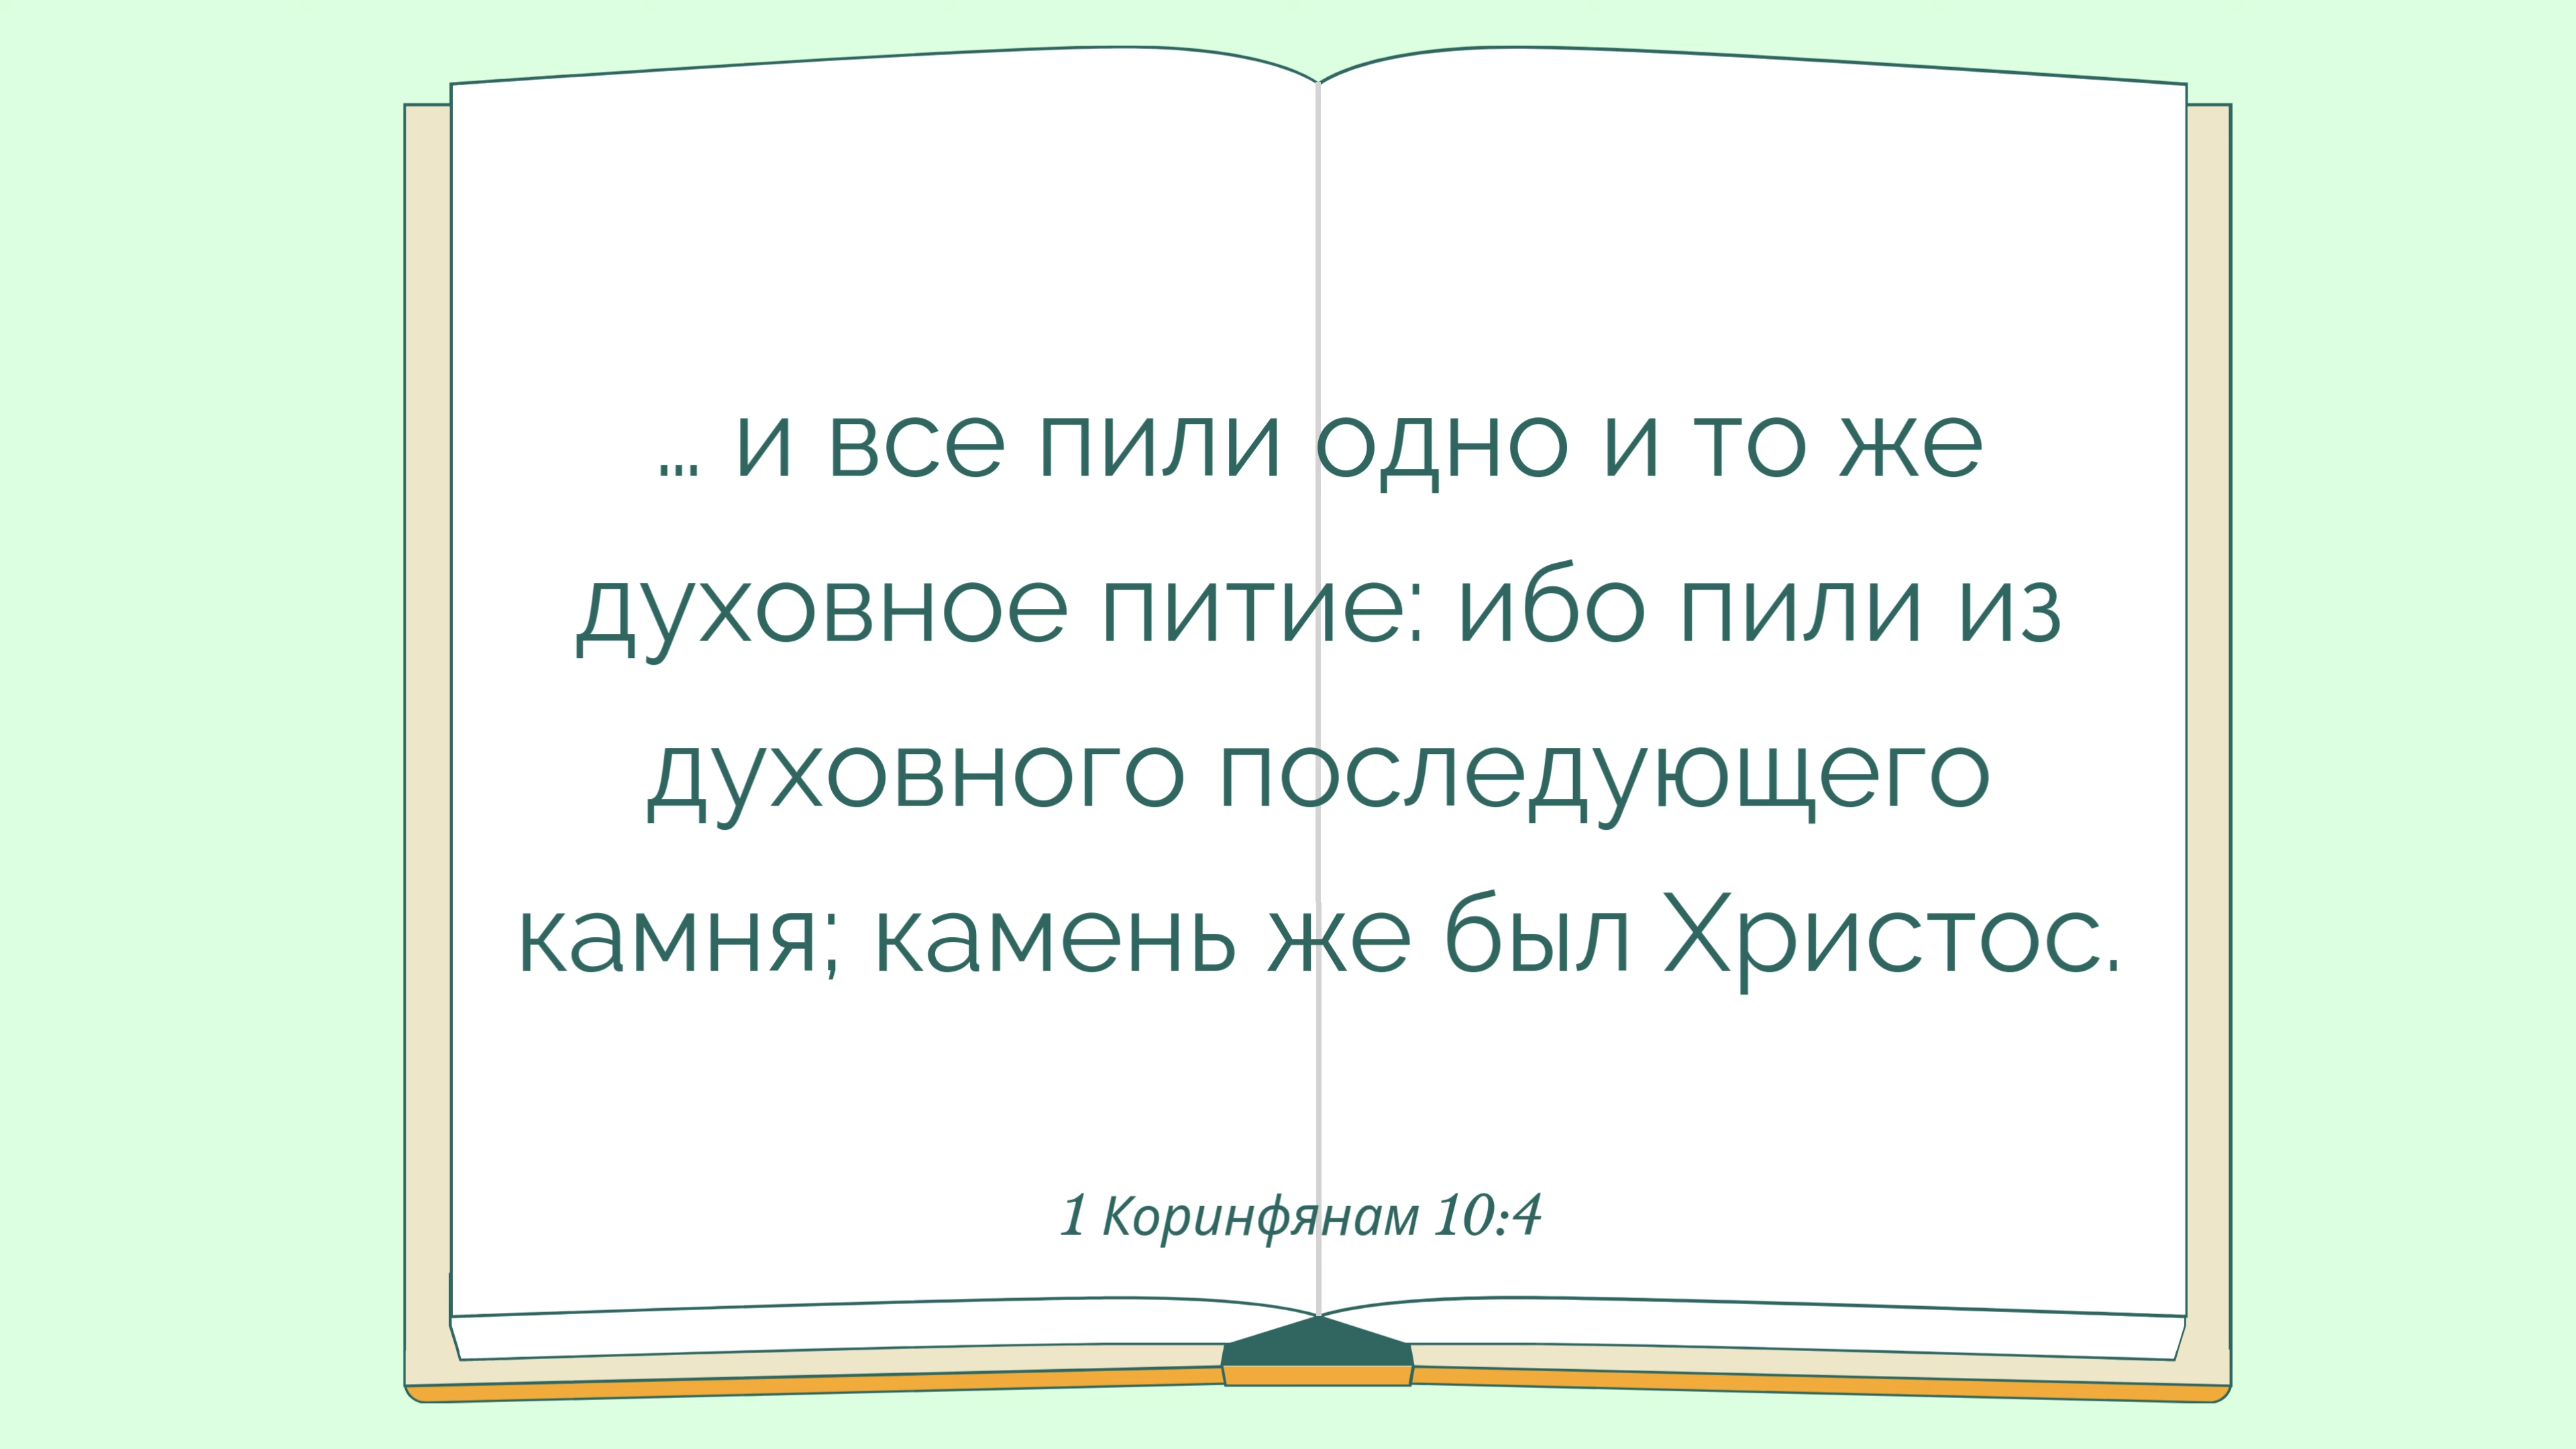 ... и все пили одно и то же
духовное питие: ибо пили из
духовного последующего
камня; камень же был Христос.
1 Коринфянам 10:4